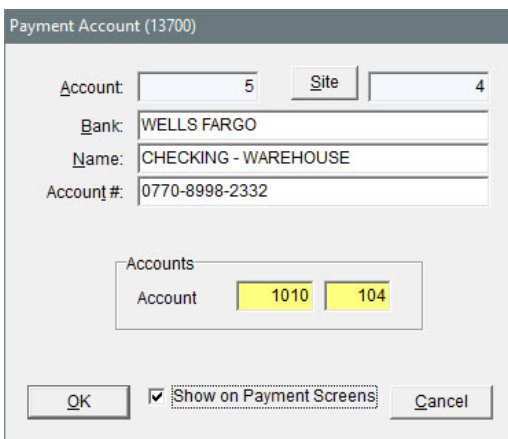 Payment Account (13700)
Account: 5 Site 4
Bank: WELLS FARGO
Name: CHECKING - WAREHOUSE
Account #: 0770-8998-2332
Accounts
Account 1010 104
OK Show on Payment Screens Cancel